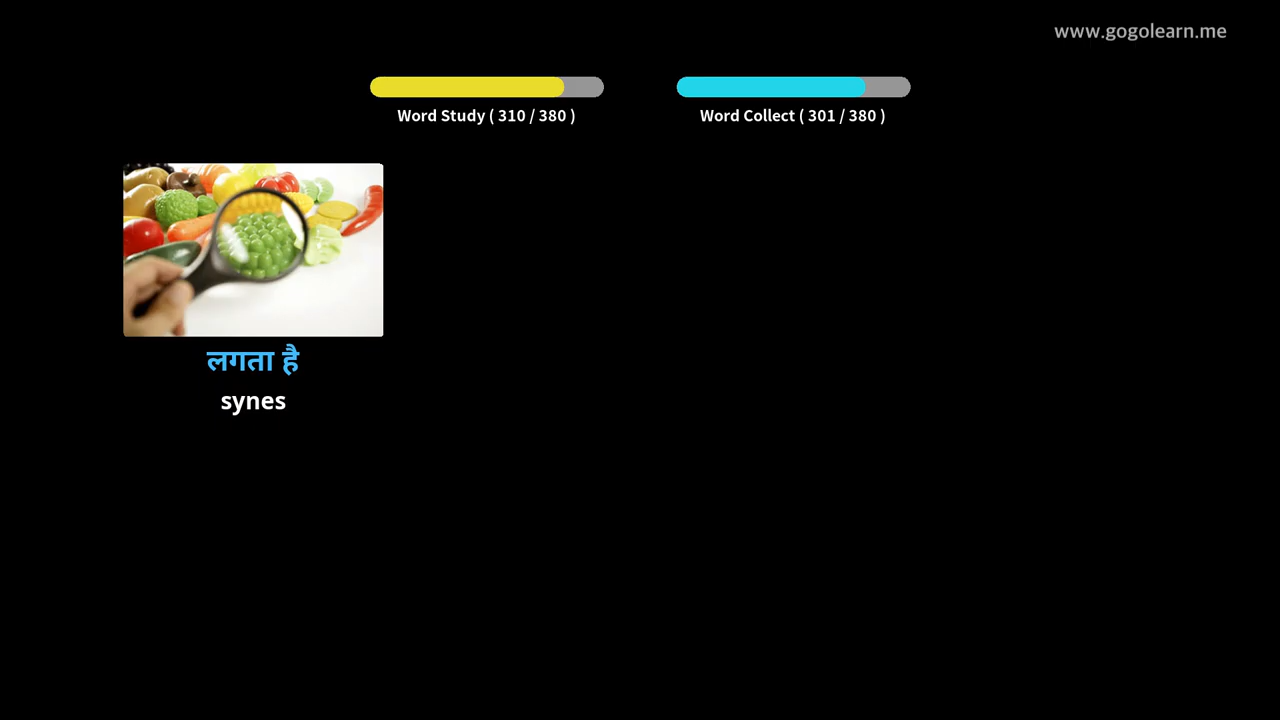 www.gogolearn.me
Word Study ( 310 / 380 )
Word Collect ( 301 / 380 )
लगता है
synes